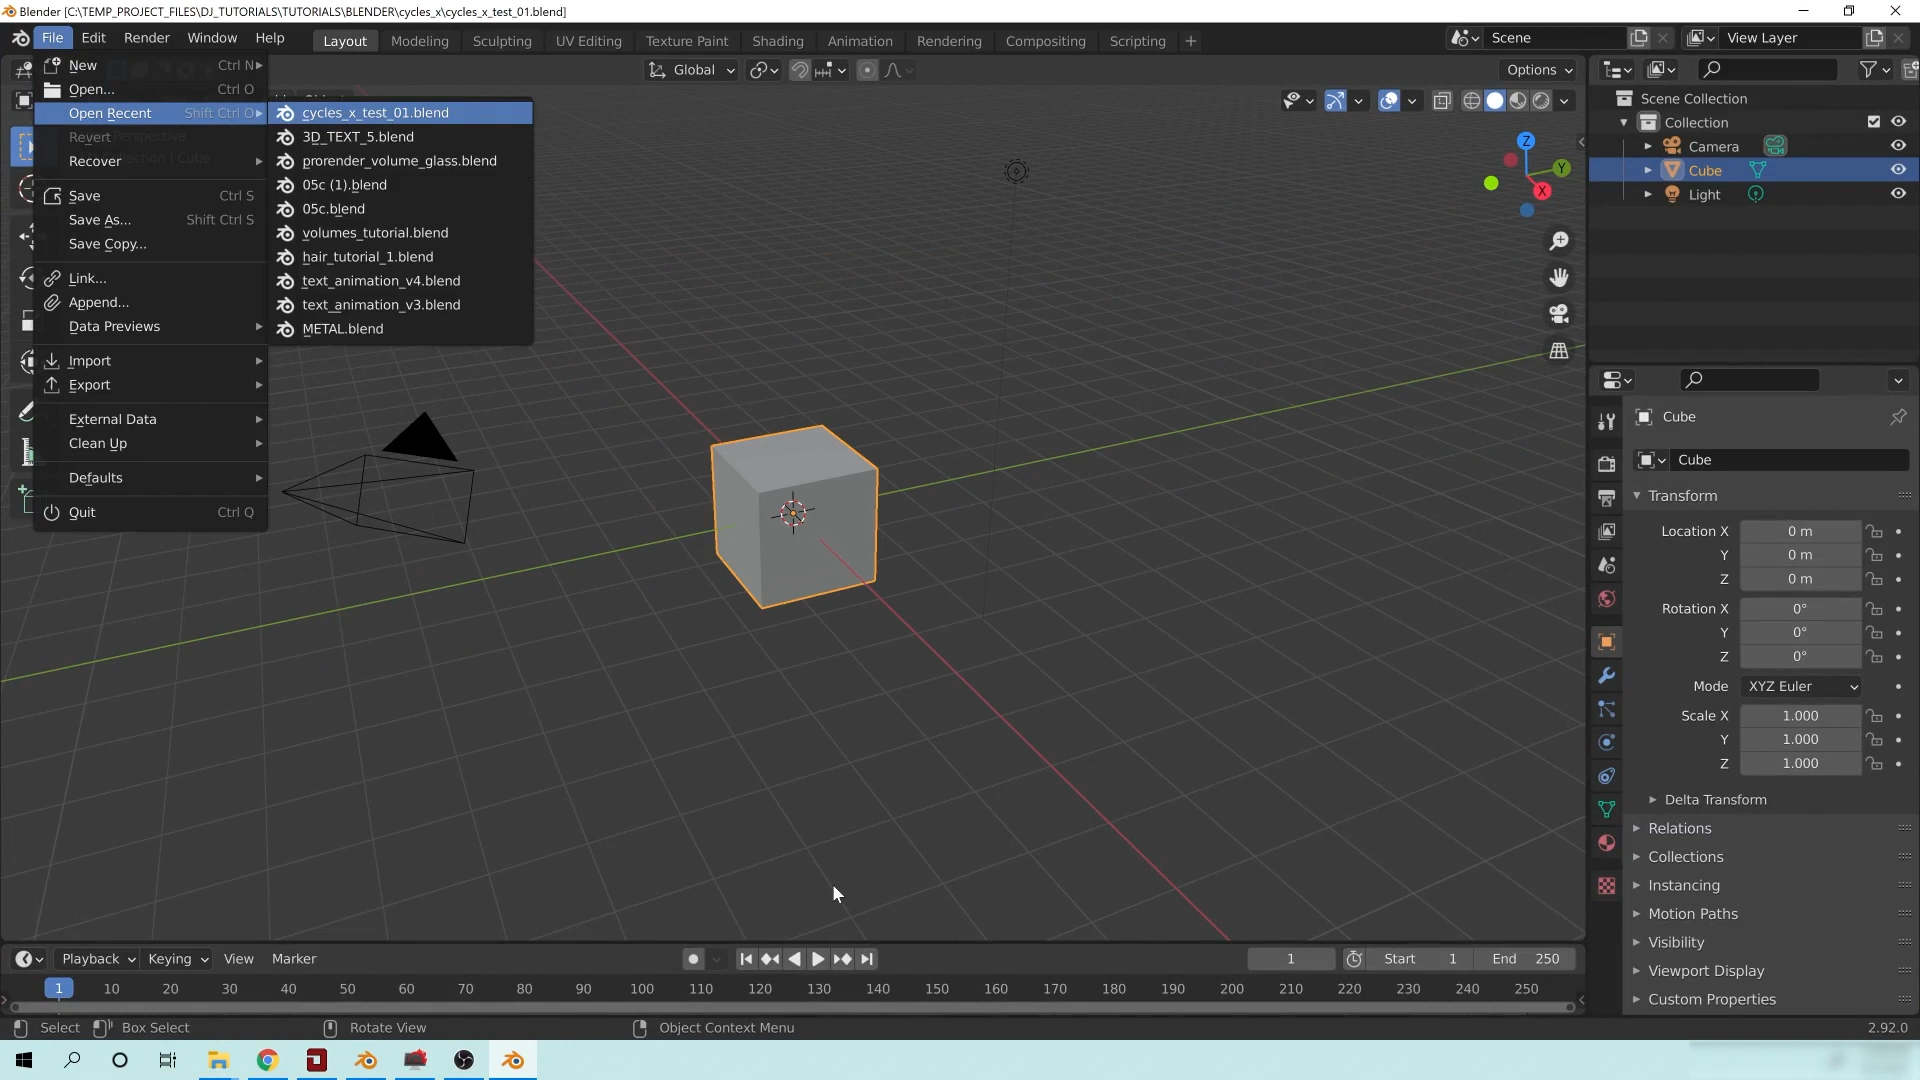 Blender [C:\TEMP_PROJECT_FILES\DJ_TUTORIALS\TUTORIALS\BLENDER\cycles_x\cycles_x_test_01.blend]
File Edit Render Window Help Layout Modeling Sculpting UV Editing Texture Paint Shading Animation Rendering Compositing Scripting + Scene View Layer
New Ctrl N
Open... Ctrl O
Open Recent Shift Ctrl O
Revert
Recover
Save Ctrl S
Save As... Shift Ctrl S
Save Copy...
Link...
Append...
Data Previews
Import
Export
External Data
Clean Up
Defaults
Quit Ctrl Q
cycles_x_test_01.blend
3D_TEXT_5.blend
prorender_volume_glass.blend
05c (1).blend
05c.blend
volumes_tutorial.blend
hair_tutorial_1.blend
text_animation_v4.blend
text_animation_v3.blend
METAL.blend
Global
Options
Z
Y
X
Scene Collection
Collection
Camera
Cube
Light
Cube
Cube
Transform
Location X 0 m
Y 0 m
Z 0 m
Rotation X 0°
Y 0°
Z 0°
Mode XYZ Euler
Scale X 1.000
Y 1.000
Z 1.000
Delta Transform
Relations
Collections
Instancing
Motion Paths
Visibility
Viewport Display
Custom Properties
Playback Keying View Marker 1 Start 1 End 250
1 10 20 30 40 50 60 70 80 90 100 110 120 130 140 150 160 170 180 190 200 210 220 230 240 250
Select Box Select Rotate View Object Context Menu 2.92.0